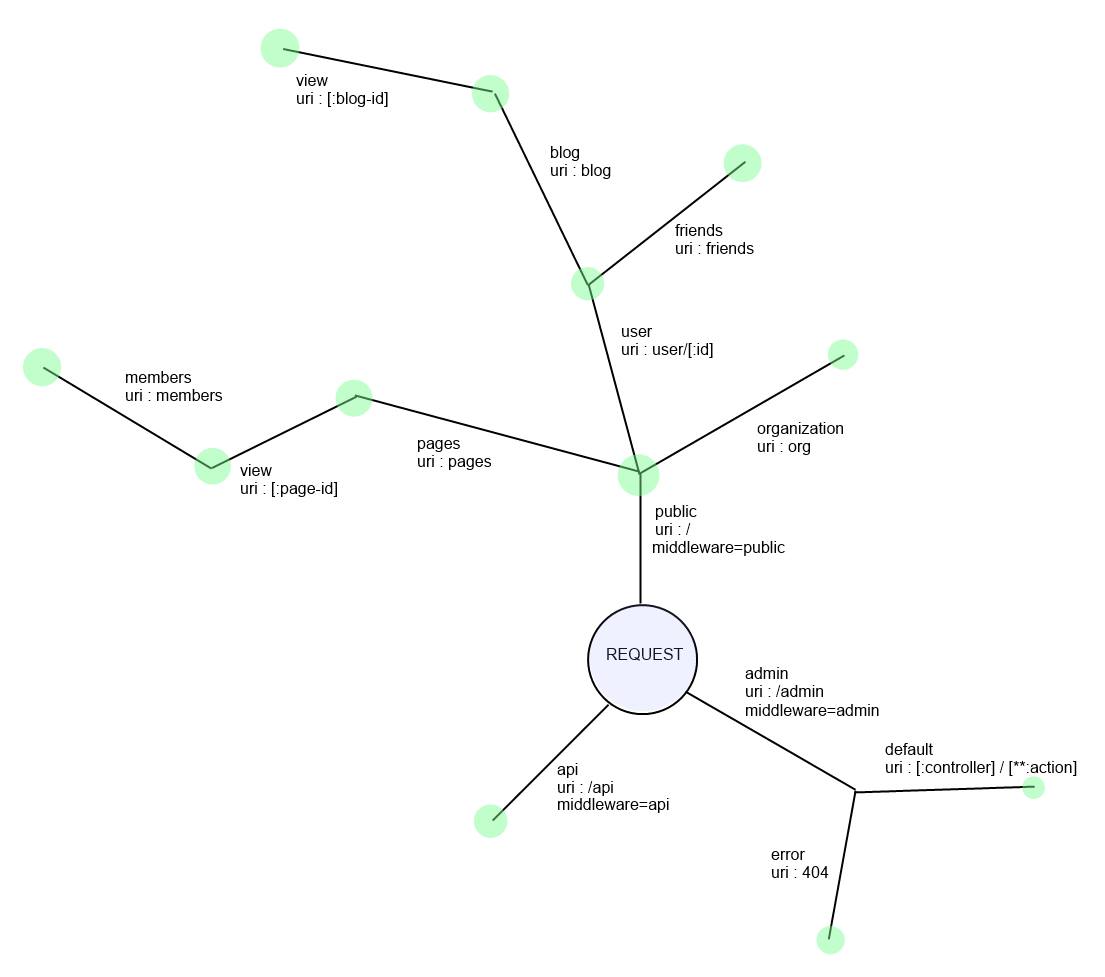 view
uri : [:blog-id]
blog
uri : blog
friends
uri : friends
user
uri : user/[:id]
members
uri : members
organization
uri : org
pages
uri : pages
view
uri : [:page-id]
public
uri : /
middleware=public
REQUEST
admin
uri : /admin
middleware=admin
default
uri : [:controller] / [**:action]
api
uri : /api
middleware=api
error
uri : 404